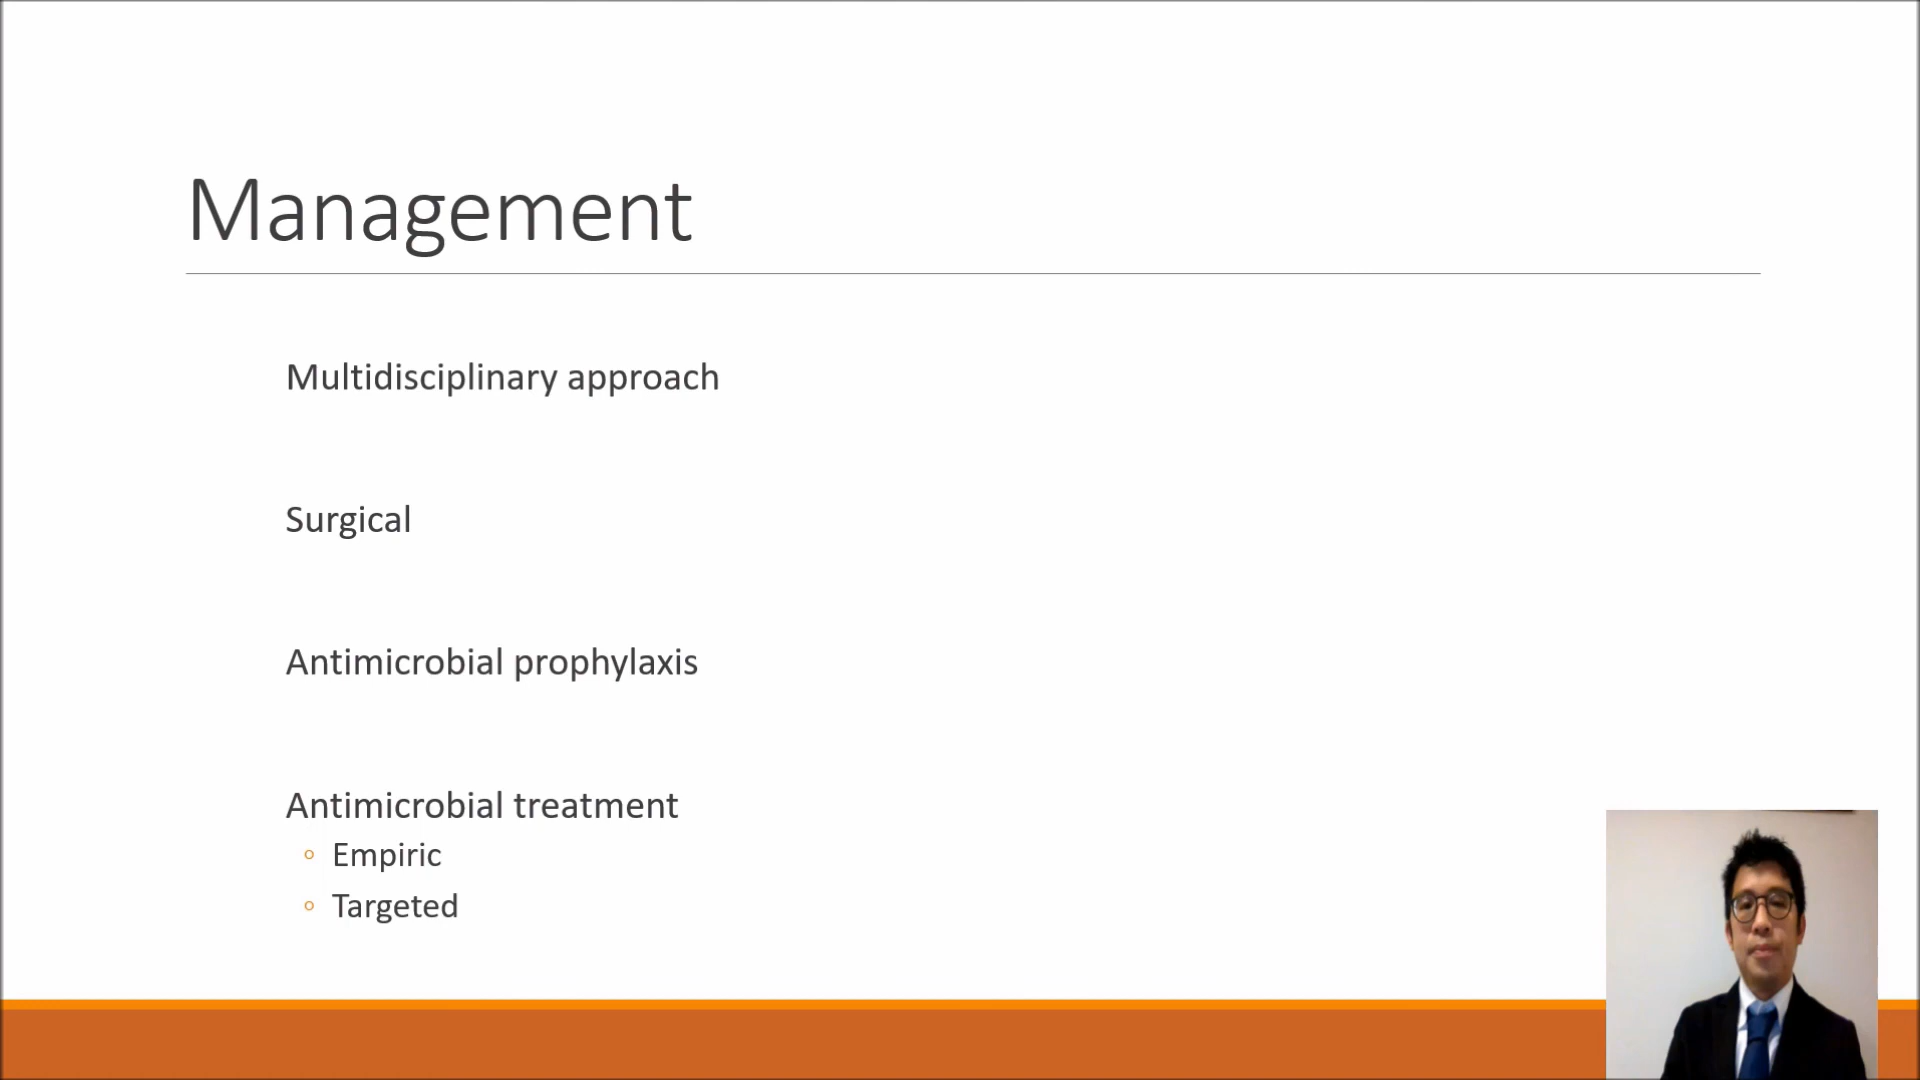 Management
Multidisciplinary approach
Surgical
Antimicrobial prophylaxis
Antimicrobial treatment
Empiric
Targeted